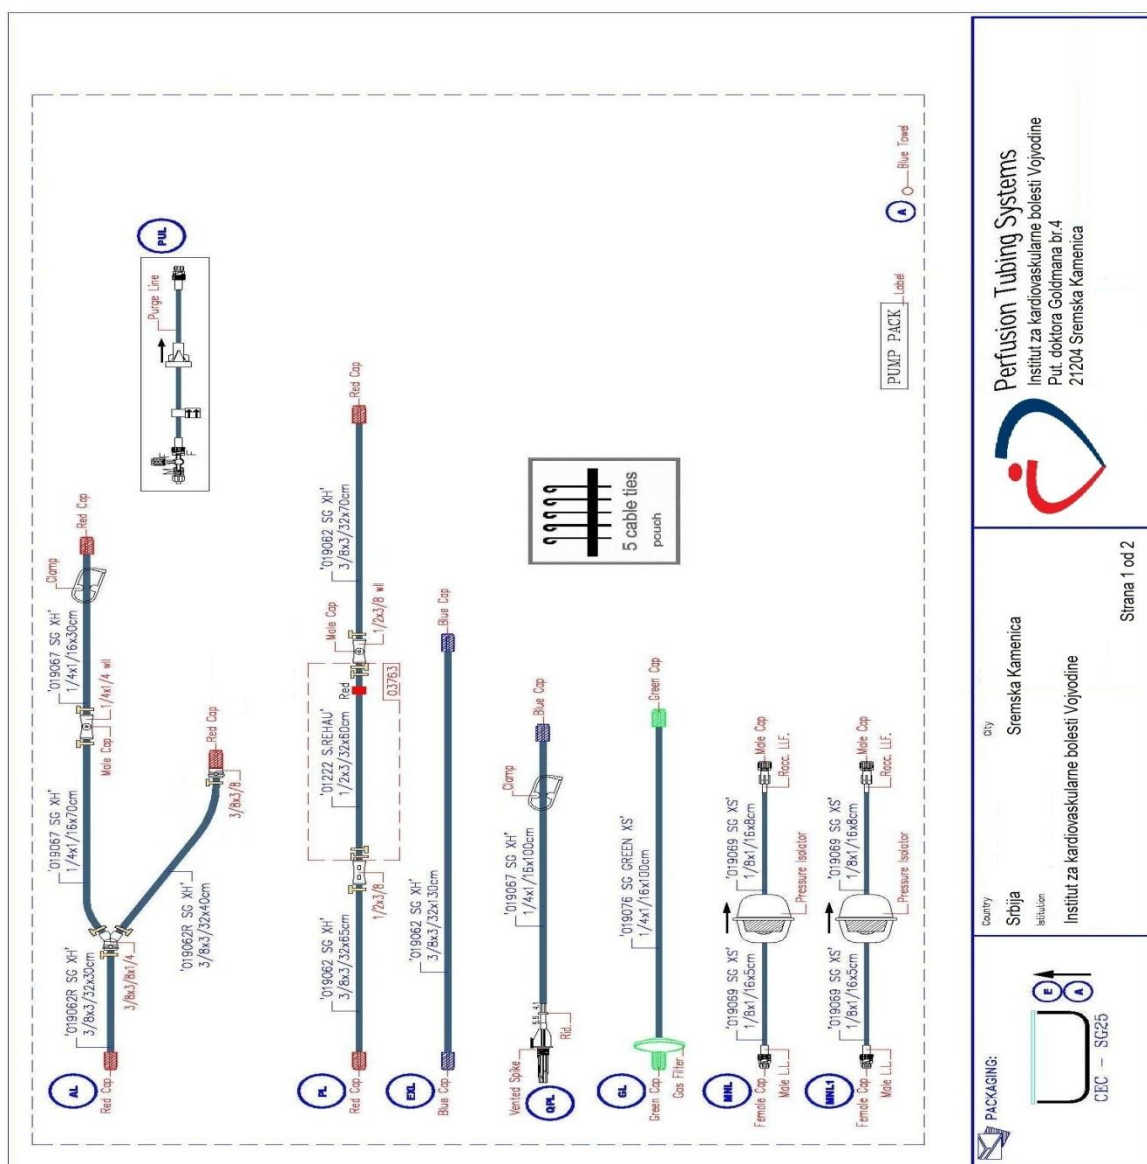 AL
Red Cap
'019062R SG XH'
3/8x3/32x30cm
3/8x3/8x1/4
'019067 SG XH'
1/4x1/16x70cm
Male Cap
1/4x1/4 wll
'019067 SG XH'
1/4x1/16x30cm
Clamp
Red Cap
'019062R SG XH'
3/8x3/32x40cm
3/8x3/8
Red Cap
PUL
Purge Line
M
F
F
PL
Red Cap
'019062 SG XH'
3/8x3/32x65cm
1/2x3/8
'01222 S.REHAU'
1/2x3/32x60cm
Red
03763
Male Cap
1/2x3/8 wll
'019062 SG XH'
3/8x3/32x70cm
Red Cap
EXL
Blue Cap
'019062 SG XH'
3/8x3/32x130cm
Blue Cap
5 cable ties
pouch
QPL
Vented Spike
5.5
4.1
Rid.
'019067 SG XH'
1/4x1/16x100cm
Clamp
Blue Cap
GL
Green Cap
Gas Filter
'019076 SG GREEN XS'
1/4x1/16x100cm
Green Cap
MNL
Female Cap
Male L.L.
'019069 SG XS'
1/8x1/16x5cm
Pressure Isolator
'019069 SG XS'
1/8x1/16x8cm
Male Cap
Racc. LLF.
MNL1
Female Cap
Male L.L.
'019069 SG XS'
1/8x1/16x5cm
Pressure Isolator
'019069 SG XS'
1/8x1/16x8cm
Male Cap
Racc. LLF.
PUMP PACK
Label
A
Blue Towel
PACKAGING:
E
A
CEC - SG25
Country
Srbija
City
Sremska Kamenica
Istitution
Institut za kardiovaskularne bolesti Vojvodine
Strana 1 od 2
Perfusion Tubing Systems
Institut za kardiovaskularne bolesti Vojvodine
Put. doktora Goldmana br.4
21204 Sremska Kamenica